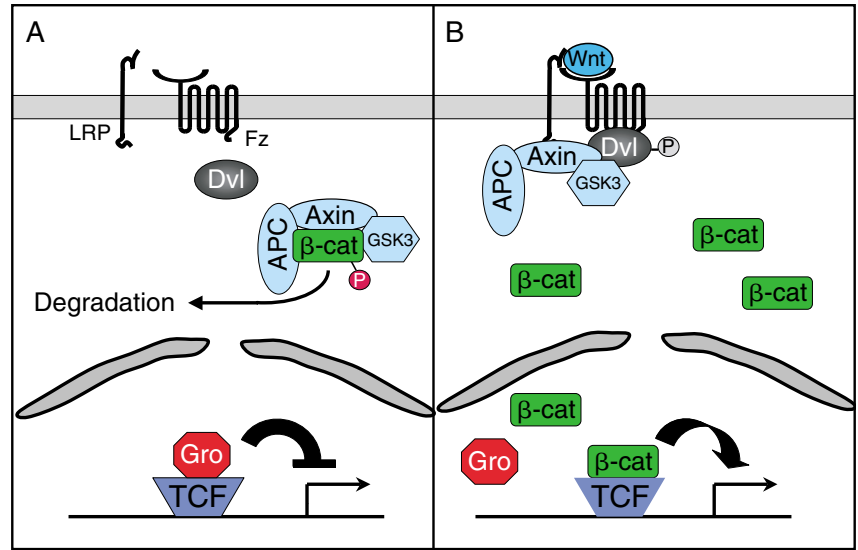 A
LRP
Fz
Dvl
APC
Axin
β-cat
GSK3
P
Degradation
Gro
TCF
B
Wnt
Axin
Dvl
P
APC
GSK3
β-cat
β-cat
β-cat
β-cat
Gro
β-cat
TCF